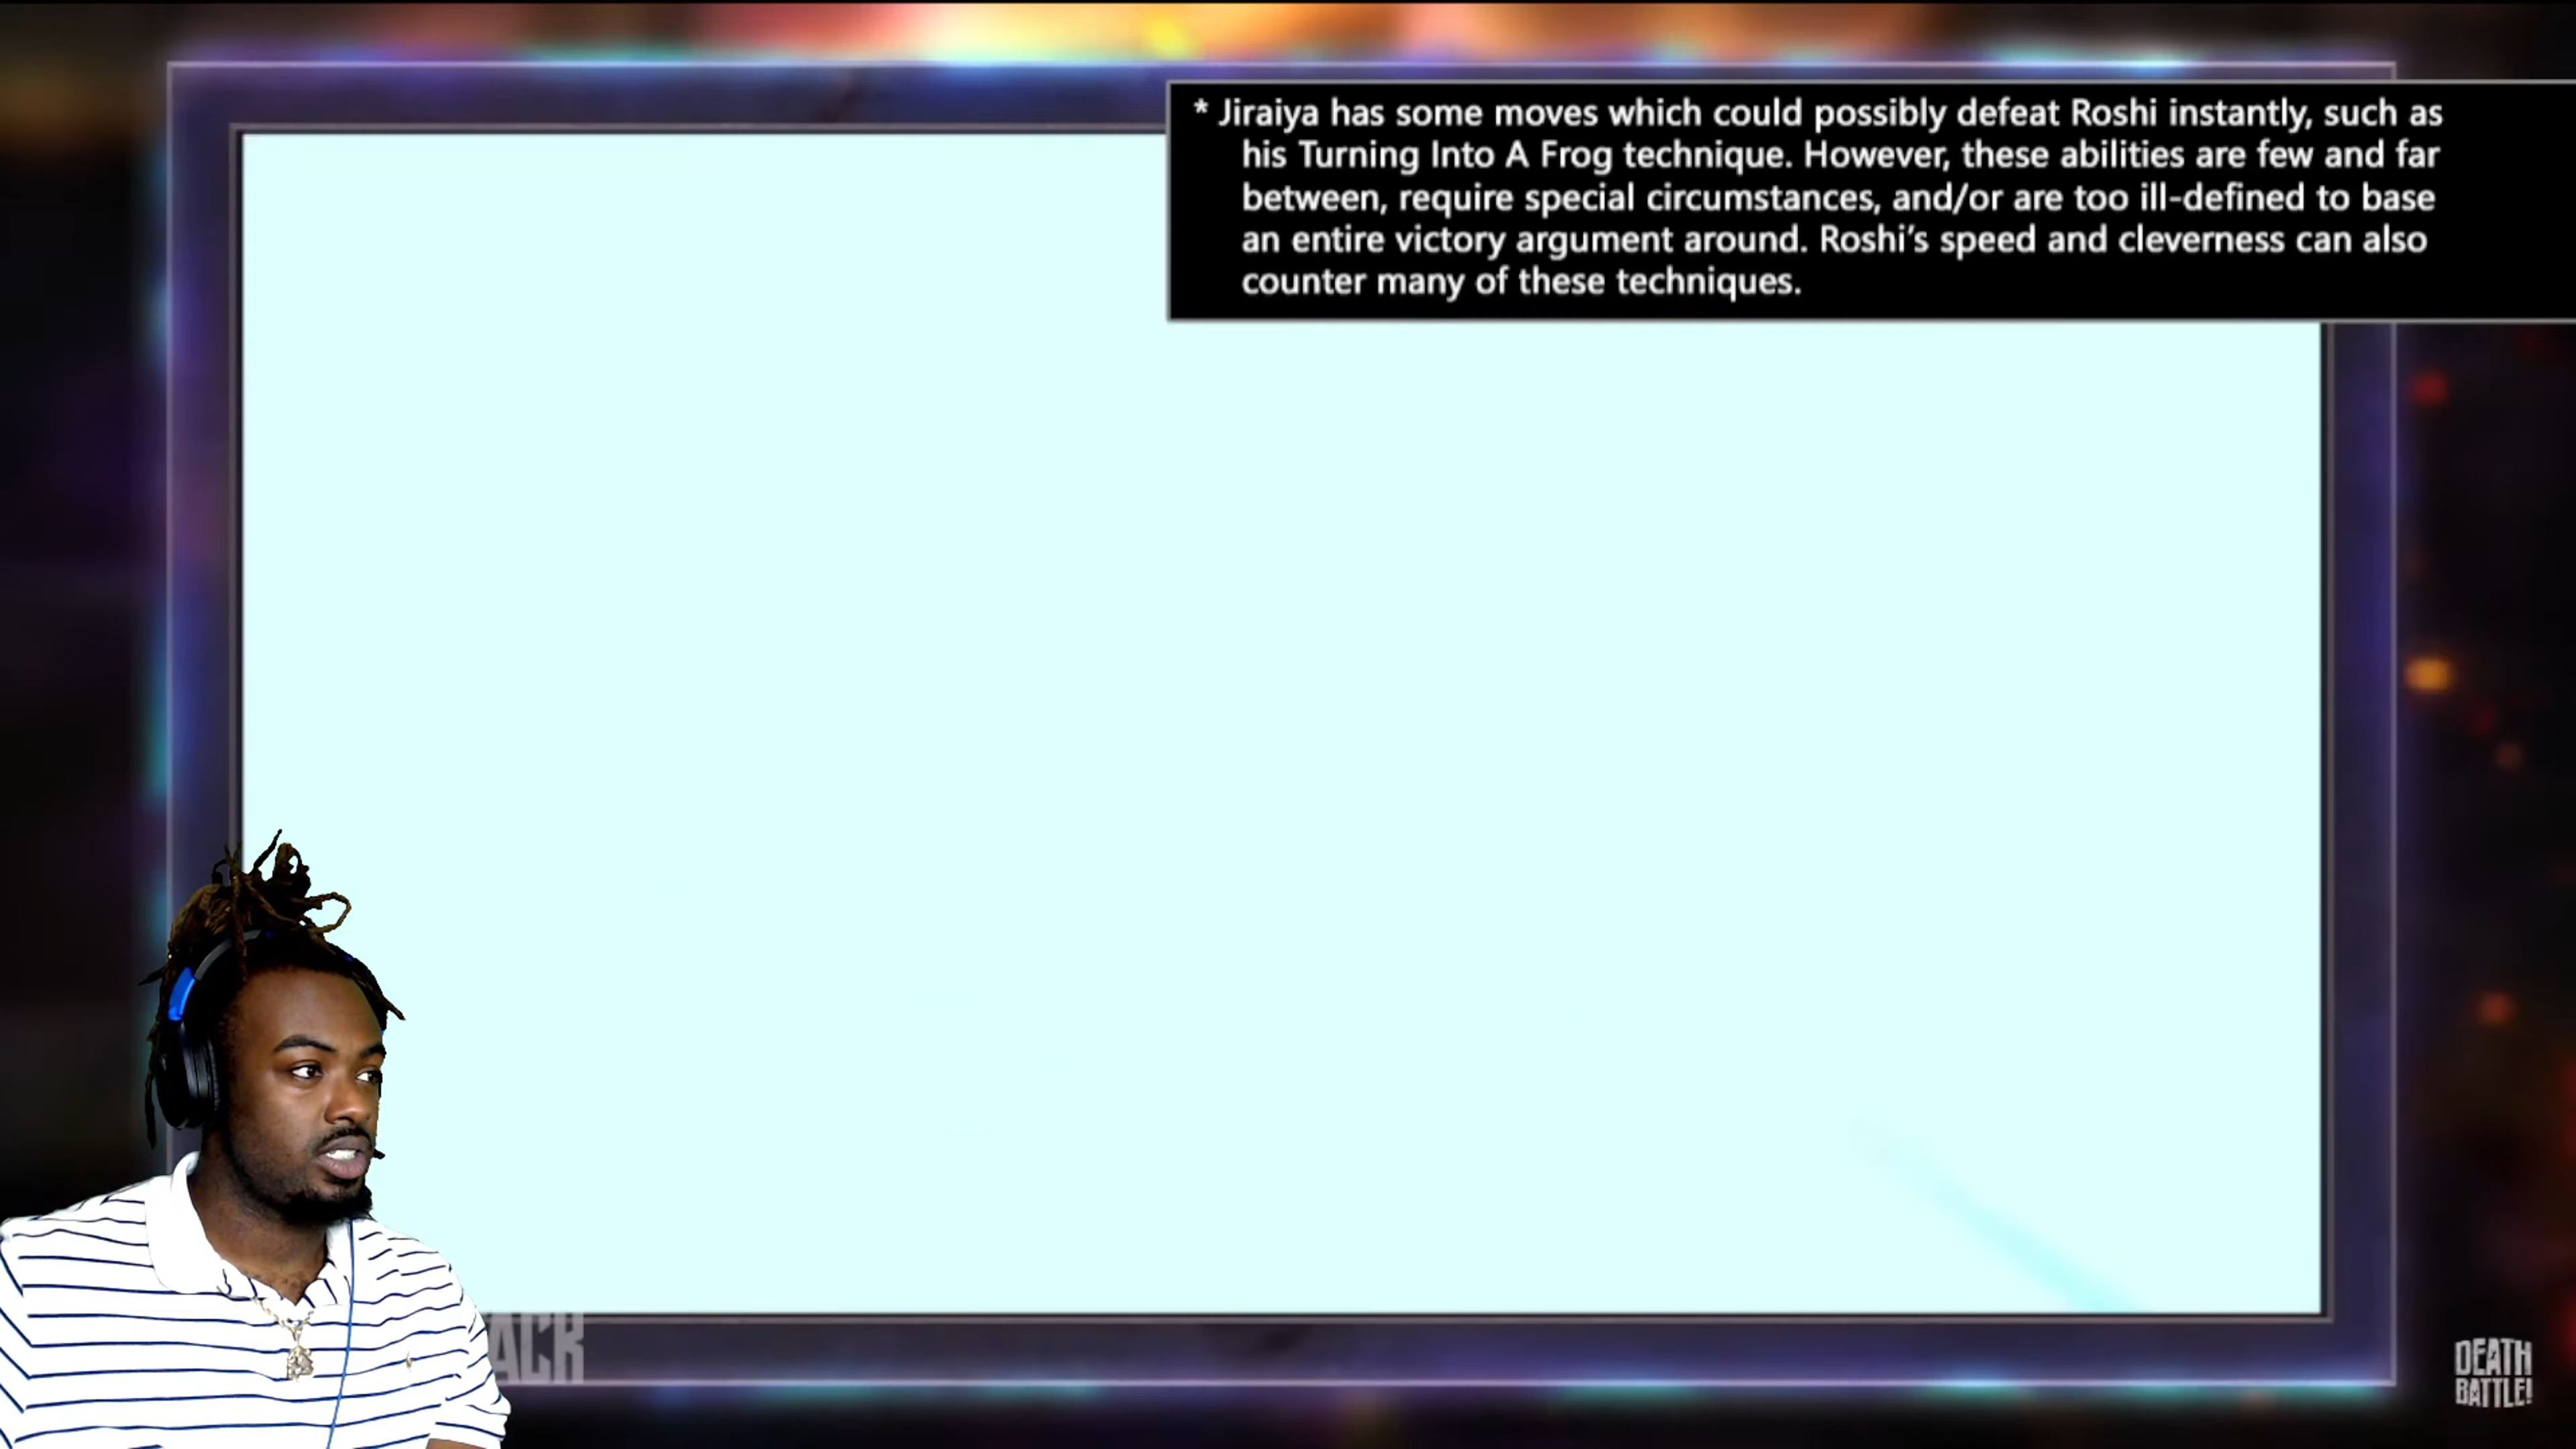 * Jiraiya has some moves which could possibly defeat Roshi instantly, such as
his Turning Into A Frog technique. However, these abilities are few and far
between, require special circumstances, and/or are too ill-defined to base
an entire victory argument around. Roshi’s speed and cleverness can also
counter many of these techniques.
ACK
DEATH
BATTLE!